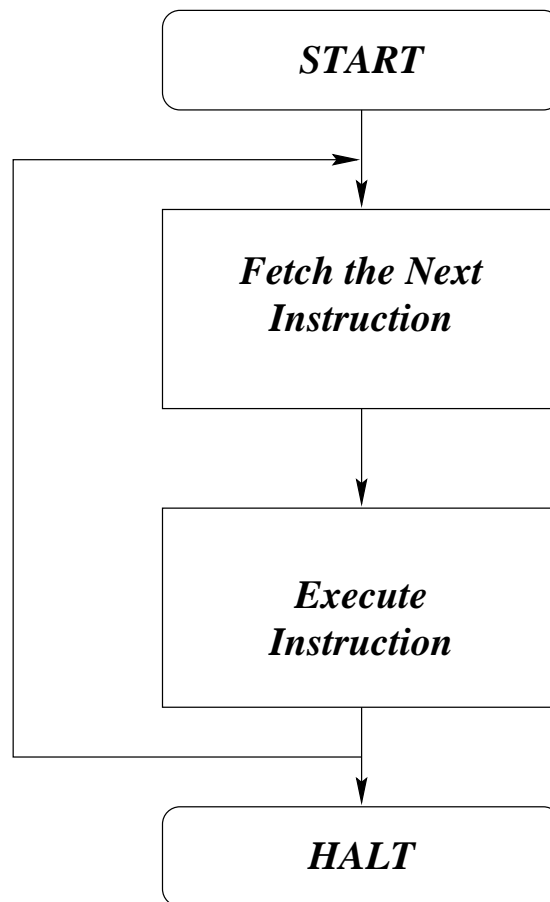 START
Fetch the Next
Instruction
Execute
Instruction
HALT